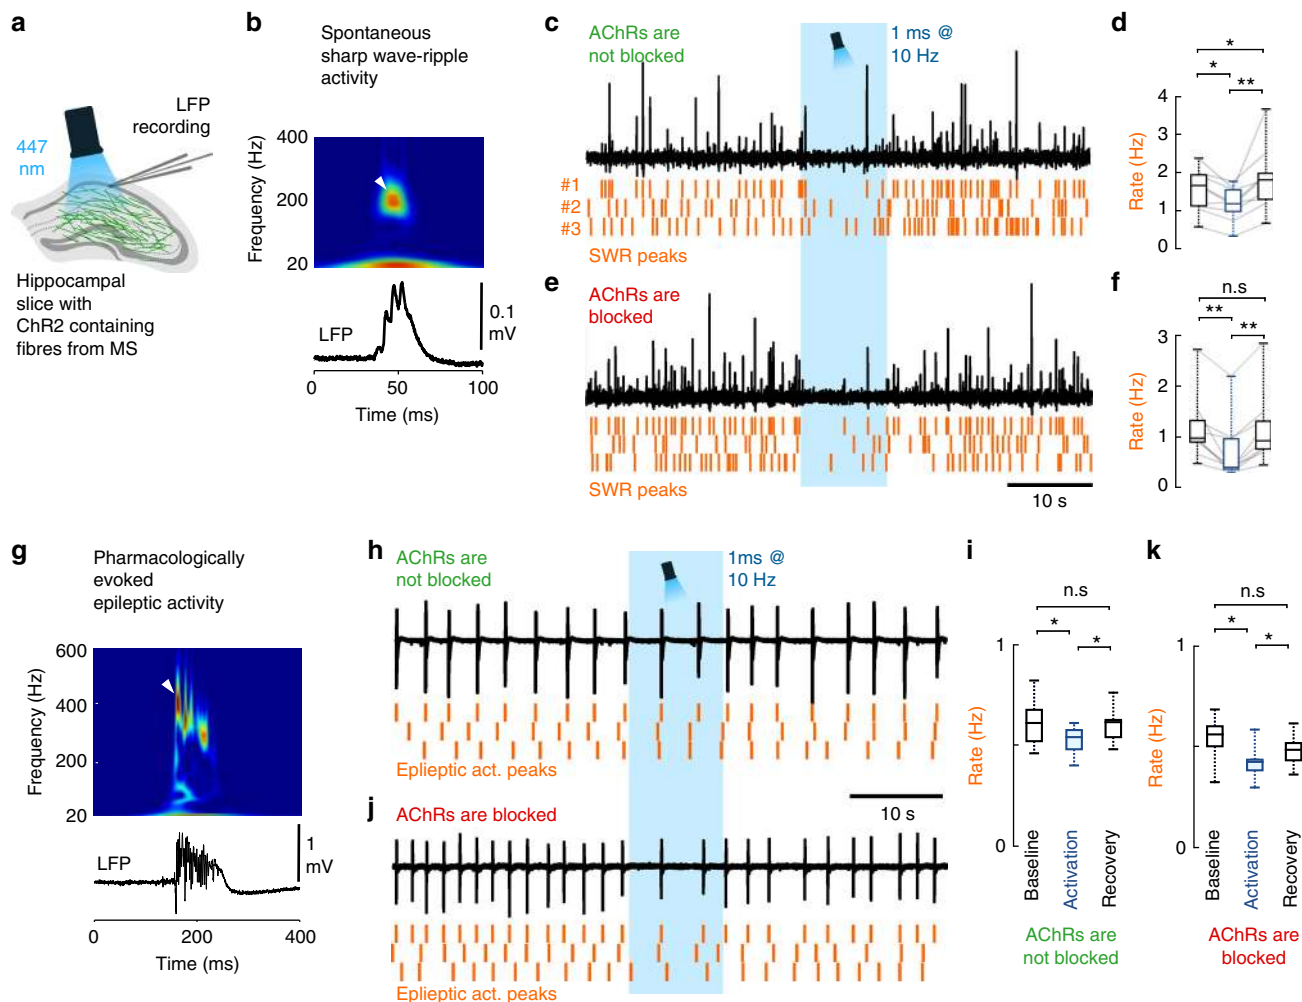 a
LFP
recording
447
nm
Hippocampal
slice with
ChR2 containing
fibres from MS
b
Spontaneous
sharp wave-ripple
activity
400
200
20
Frequency (Hz)
LFP
0.1
mV
0
50
100
Time (ms)
c
AChRs are
not blocked
1 ms @
10 Hz
#1
#2
#3
SWR peaks
d
*
* **
4
3
2
1
0
Rate (Hz)
e
AChRs are
blocked
SWR peaks
10 s
f
n.s
** **
3
2
1
0
Rate (Hz)
g
Pharmacologically
evoked
epileptic activity
600
400
200
20
Frequency (Hz)
LFP
1
mV
0
200
400
Time (ms)
h
AChRs are
not blocked
1ms @
10 Hz
Eplieptic act. peaks
10 s
j
AChRs are blocked
Eplieptic act. peaks
i
n.s
* *
1
0
Rate (Hz)
Baseline
Activation
Recovery
AChRs are
not blocked
k
n.s
* *
1
0
Rate (Hz)
Baseline
Activation
Recovery
AChRs are
blocked